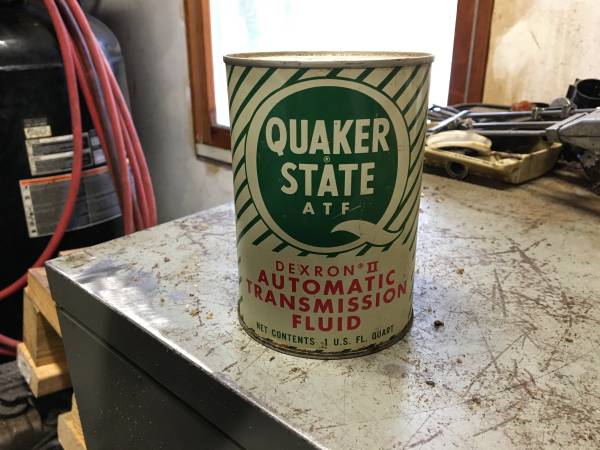 QUAKER
STATE®
ATF
DEXRON® II
AUTOMATIC
TRANSMISSION
FLUID
NET CONTENTS 1 U.S. FL. QUART